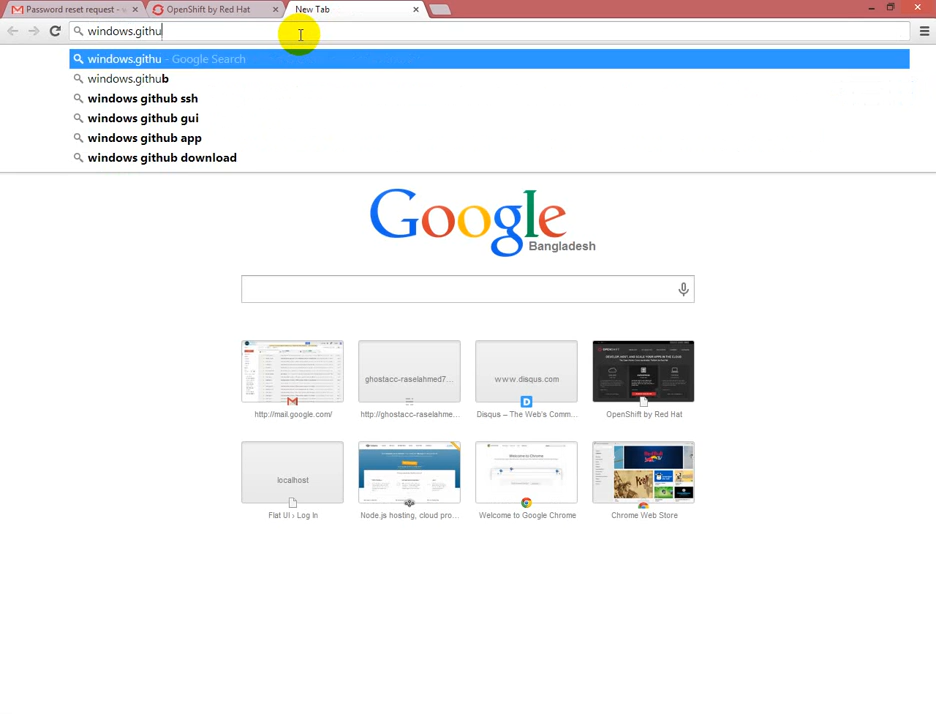 Password reset request -
OpenShift by Red Hat
New Tab
windows.githu
windows.githu - Google Search
windows.github
windows github ssh
windows github gui
windows github app
windows github download
Google
Bangladesh
ghostacc-raselahmed7...
www.disqus.com
http://mail.google.com/
http://ghostacc-raselahme...
Disqus – The Web's Comm...
OpenShift by Red Hat
localhost
Flat UI › Log In
Node.js hosting, cloud pro...
Welcome to Google Chrome
Chrome Web Store